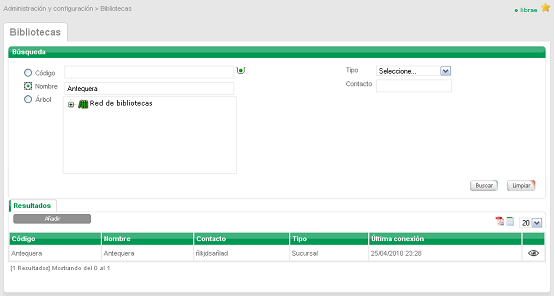 Administración y configuración > Bibliotecas
librae
Bibliotecas
Búsqueda
Código
Tipo Seleccione...
Nombre Antequera
Contacto
Árbol
Red de bibliotecas
Buscar Limpiar
Resultados
Añadir
20
Código Nombre Contacto Tipo Última conexión
Antequera Antequera Sucursal 25/04/2010 23:28
[1 Resultados] Mostrando del 0 al 1